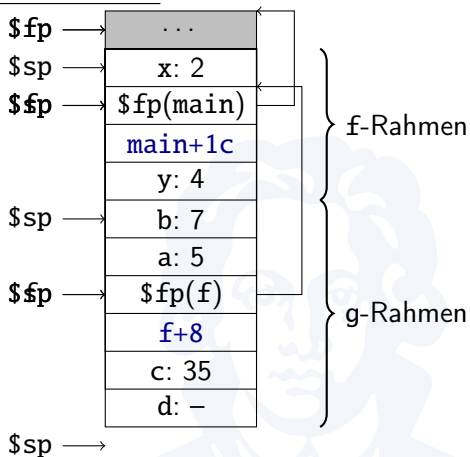 $fp ...
$sp x: 2
$fp $fp(main)
main+1c
f-Rahmen
y: 4
$sp b: 7
a: 5
$fp $fp(f)
g-Rahmen
f+8
c: 35
d: –
$sp